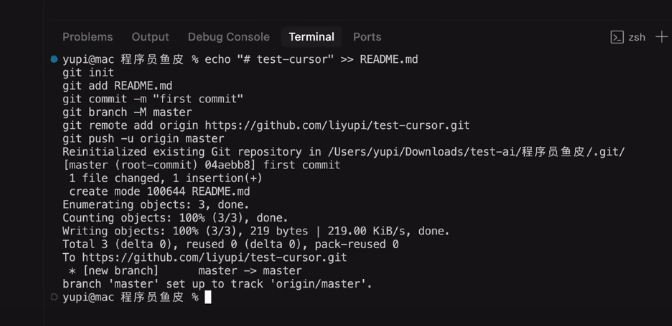 Problems Output Debug Console Terminal Ports zsh
yupi@mac 程序员鱼皮 % echo "# test-cursor" >> README.md
git init
git add README.md
git commit -m "first commit"
git branch -M master
git remote add origin https://github.com/liyupi/test-cursor.git
git push -u origin master
Reinitialized existing Git repository in /Users/yupi/Downloads/test-ai/程序员鱼皮/.git/
[master (root-commit) 04aebb8] first commit
 1 file changed, 1 insertion(+)
 create mode 100644 README.md
Enumerating objects: 3, done.
Counting objects: 100% (3/3), done.
Writing objects: 100% (3/3), 219 bytes | 219.00 KiB/s, done.
Total 3 (delta 0), reused 0 (delta 0), pack-reused 0
To https://github.com/liyupi/test-cursor.git
 * [new branch]      master -> master
branch 'master' set up to track 'origin/master'.
yupi@mac 程序员鱼皮 %